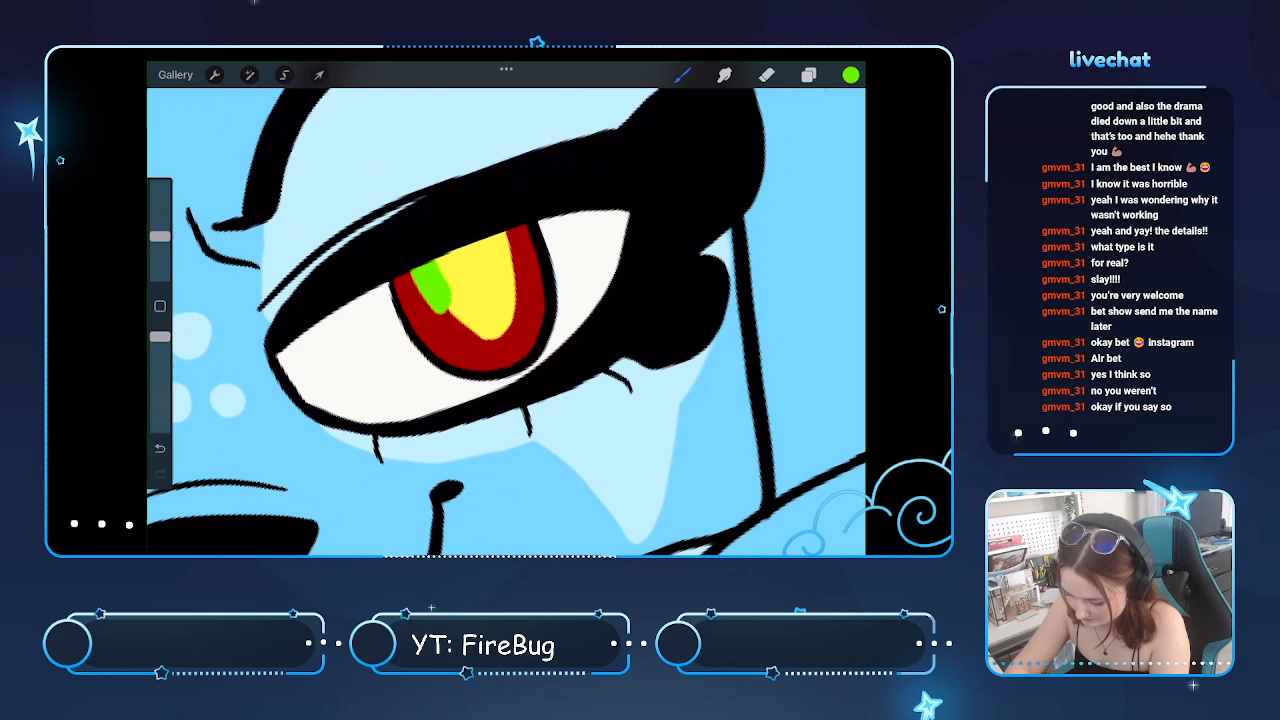 Gallery
livechat
good and also the drama
died down a little bit and
that's too and hehe thank
you 💪🏽
gmvm_31 I am the best I know 💪🏽 😂
gmvm_31 I know it was horrible
gmvm_31 yeah I was wondering why it
wasn't working
gmvm_31 yeah and yay! the details!!
gmvm_31 what type is it
gmvm_31 for real?
gmvm_31 slay!!!!
gmvm_31 you're very welcome
gmvm_31 bet show send me the name
later
gmvm_31 okay bet 😂 instagram
gmvm_31 Alr bet
gmvm_31 yes I think so
gmvm_31 no you weren't
gmvm_31 okay if you say so
YT: FireBug